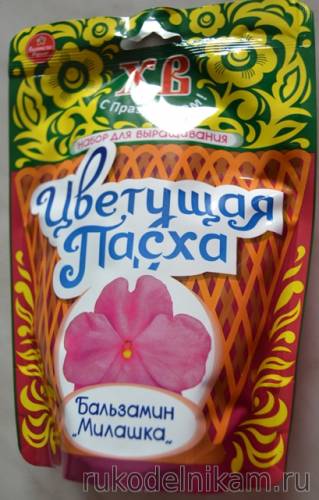 ХВ
С Праздником!
НАБОР ДЛЯ ВЫРАЩИВАНИЯ
Цветущая
Пасха
Бальзамин
„Милашка“
rukodelnikam.ru